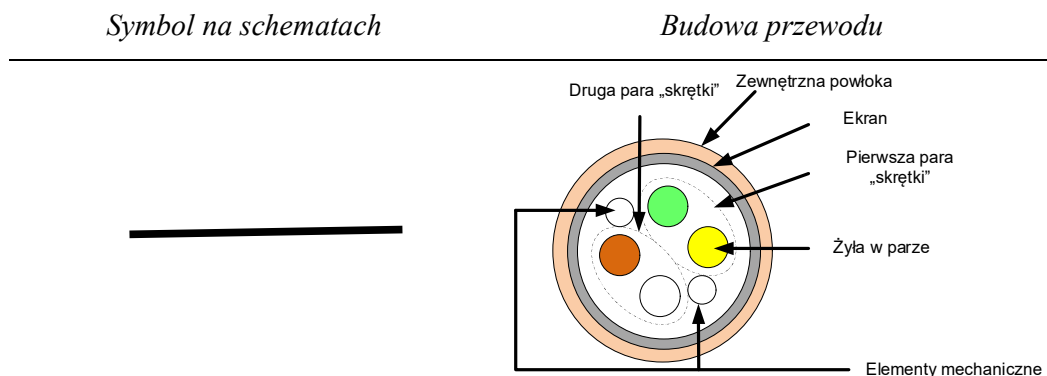 Symbol na schematach
Budowa przewodu
Druga para „skrętki”
Zewnętrzna powłoka
Ekran
Pierwsza para
„skrętki”
Żyła w parze
Elementy mechaniczne